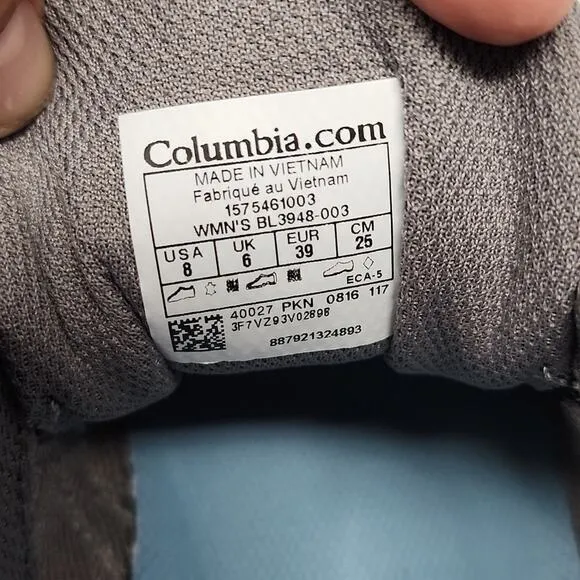 Columbia.com
MADE IN VIETNAM
Fabriqué au Vietnam
1575461003
WMN'S BL3948-003
USA UK EUR CM
8 6 39 25
ECA-5
40027 PKN 0816 117
3F7VZ93V02898
887921324893